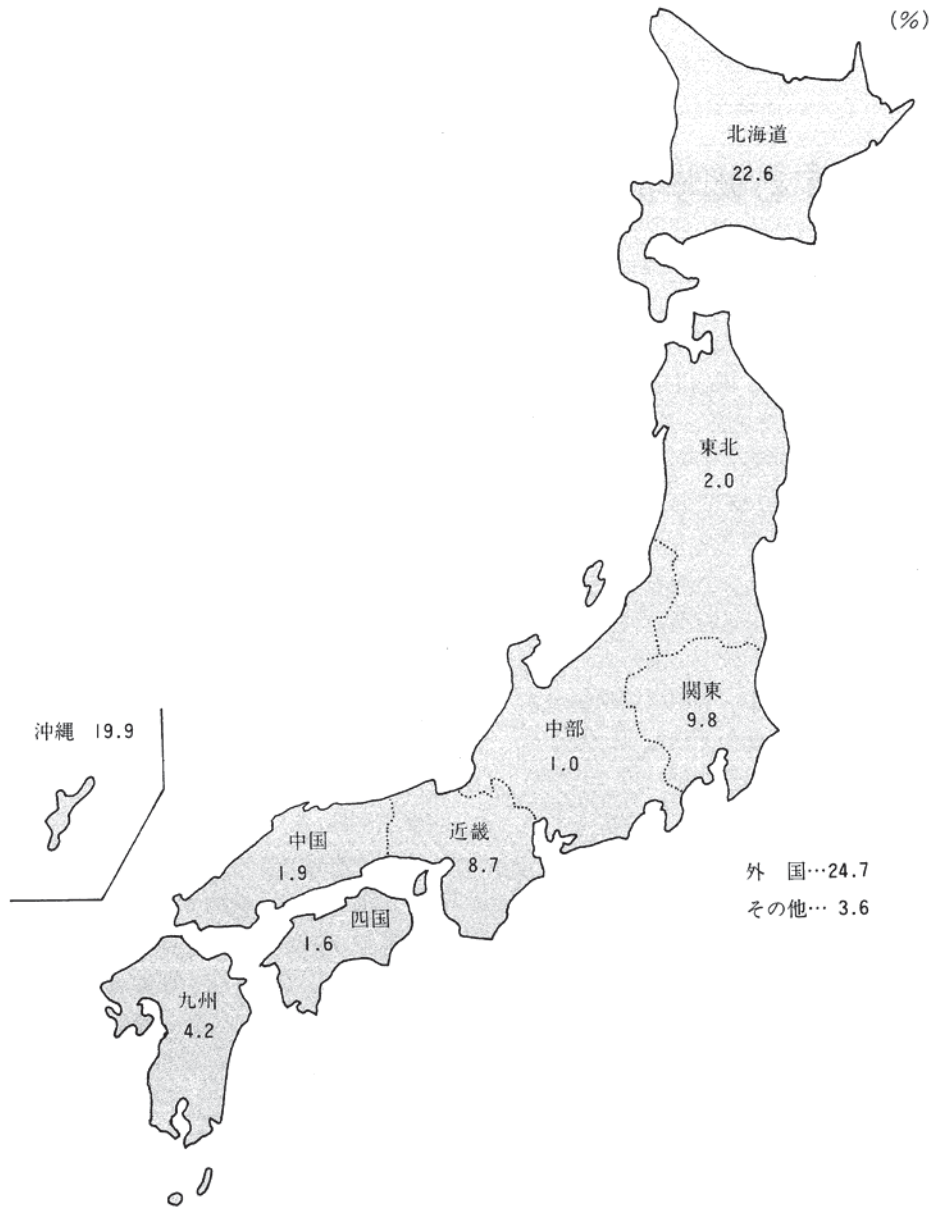 (%)
北海道
22.6
東北
2.0
関東
9.8
中部
1.0
沖縄 19.9
近畿
8.7
中国
1.9
四国
1.6
九州
4.2
外 国…24.7
その他… 3.6